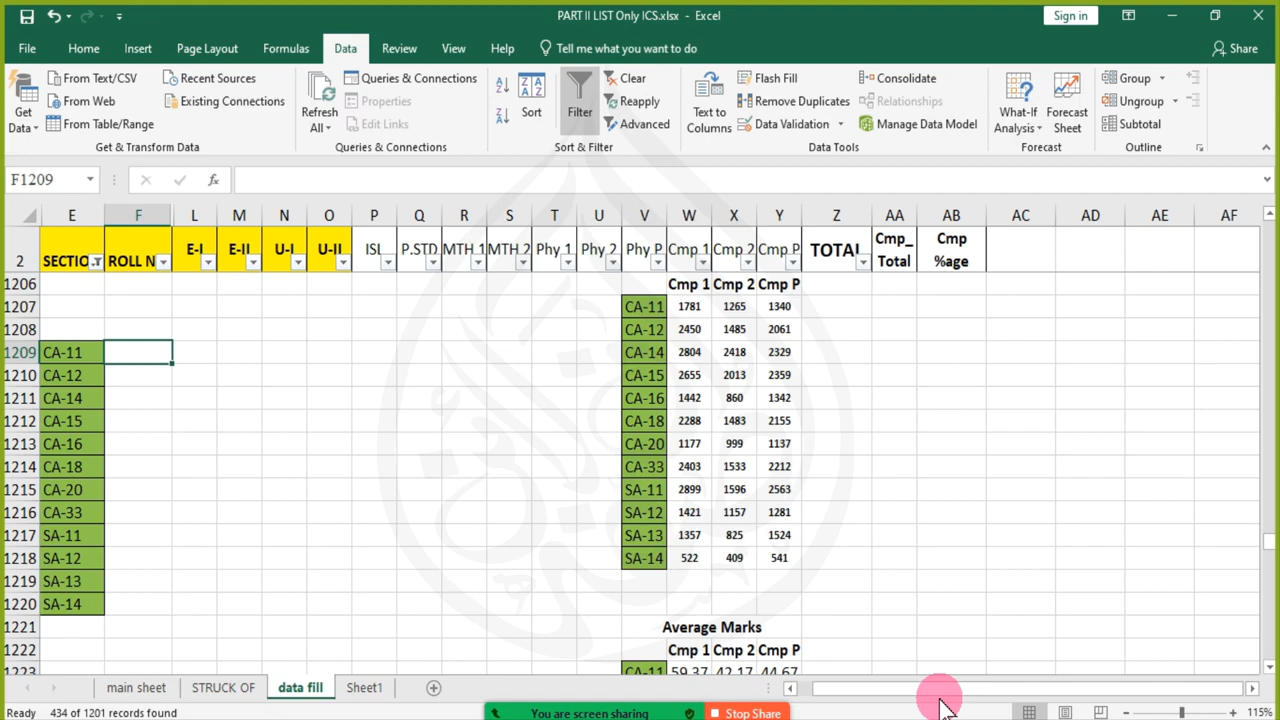 PART II LIST Only ICS.xlsx - Excel
Sign in
File Home Insert Page Layout Formulas Data Review View Help Tell me what you want to do Share
Get Data
From Text/CSV
From Web
From Table/Range
Recent Sources
Existing Connections
Get & Transform Data
Refresh All
Queries & Connections
Properties
Edit Links
Queries & Connections
Sort
Filter
Clear
Reapply
Advanced
Sort & Filter
Text to Columns
Flash Fill
Remove Duplicates
Data Validation
Consolidate
Relationships
Manage Data Model
Data Tools
What-If Analysis
Forecast Sheet
Forecast
Group
Ungroup
Subtotal
Outline
F1209
fx
E F L M N O P Q R S T U V W X Y Z AA AB AC AD AE AF
2 SECTIO ROLL N E-I E-II U-I U-II ISL P.STD MTH 1 MTH 2 Phy 1 Phy 2 Phy P Cmp 1 Cmp 2 Cmp P TOTAL Cmp_ Total Cmp %age
1206 Cmp 1 Cmp 2 Cmp P
1207 CA-11 1781 1265 1340
1208 CA-12 2450 1485 2061
1209 CA-11 CA-14 2804 2418 2329
1210 CA-12 CA-15 2655 2013 2359
1211 CA-14 CA-16 1442 860 1342
1212 CA-15 CA-18 2288 1483 2155
1213 CA-16 CA-20 1177 999 1137
1214 CA-18 CA-33 2403 1533 2212
1215 CA-20 SA-11 2899 1596 2563
1216 CA-33 SA-12 1421 1157 1281
1217 SA-11 SA-13 1357 825 1524
1218 SA-12 SA-14 522 409 541
1219 SA-13
1220 SA-14
1221 Average Marks
1222 Cmp 1 Cmp 2 Cmp P
1223 CA-11 59.37 42.17 44.67
main sheet STRUCK OF data fill Sheet1
Ready 434 of 1201 records found
You are screen sharing Stop Share
115%